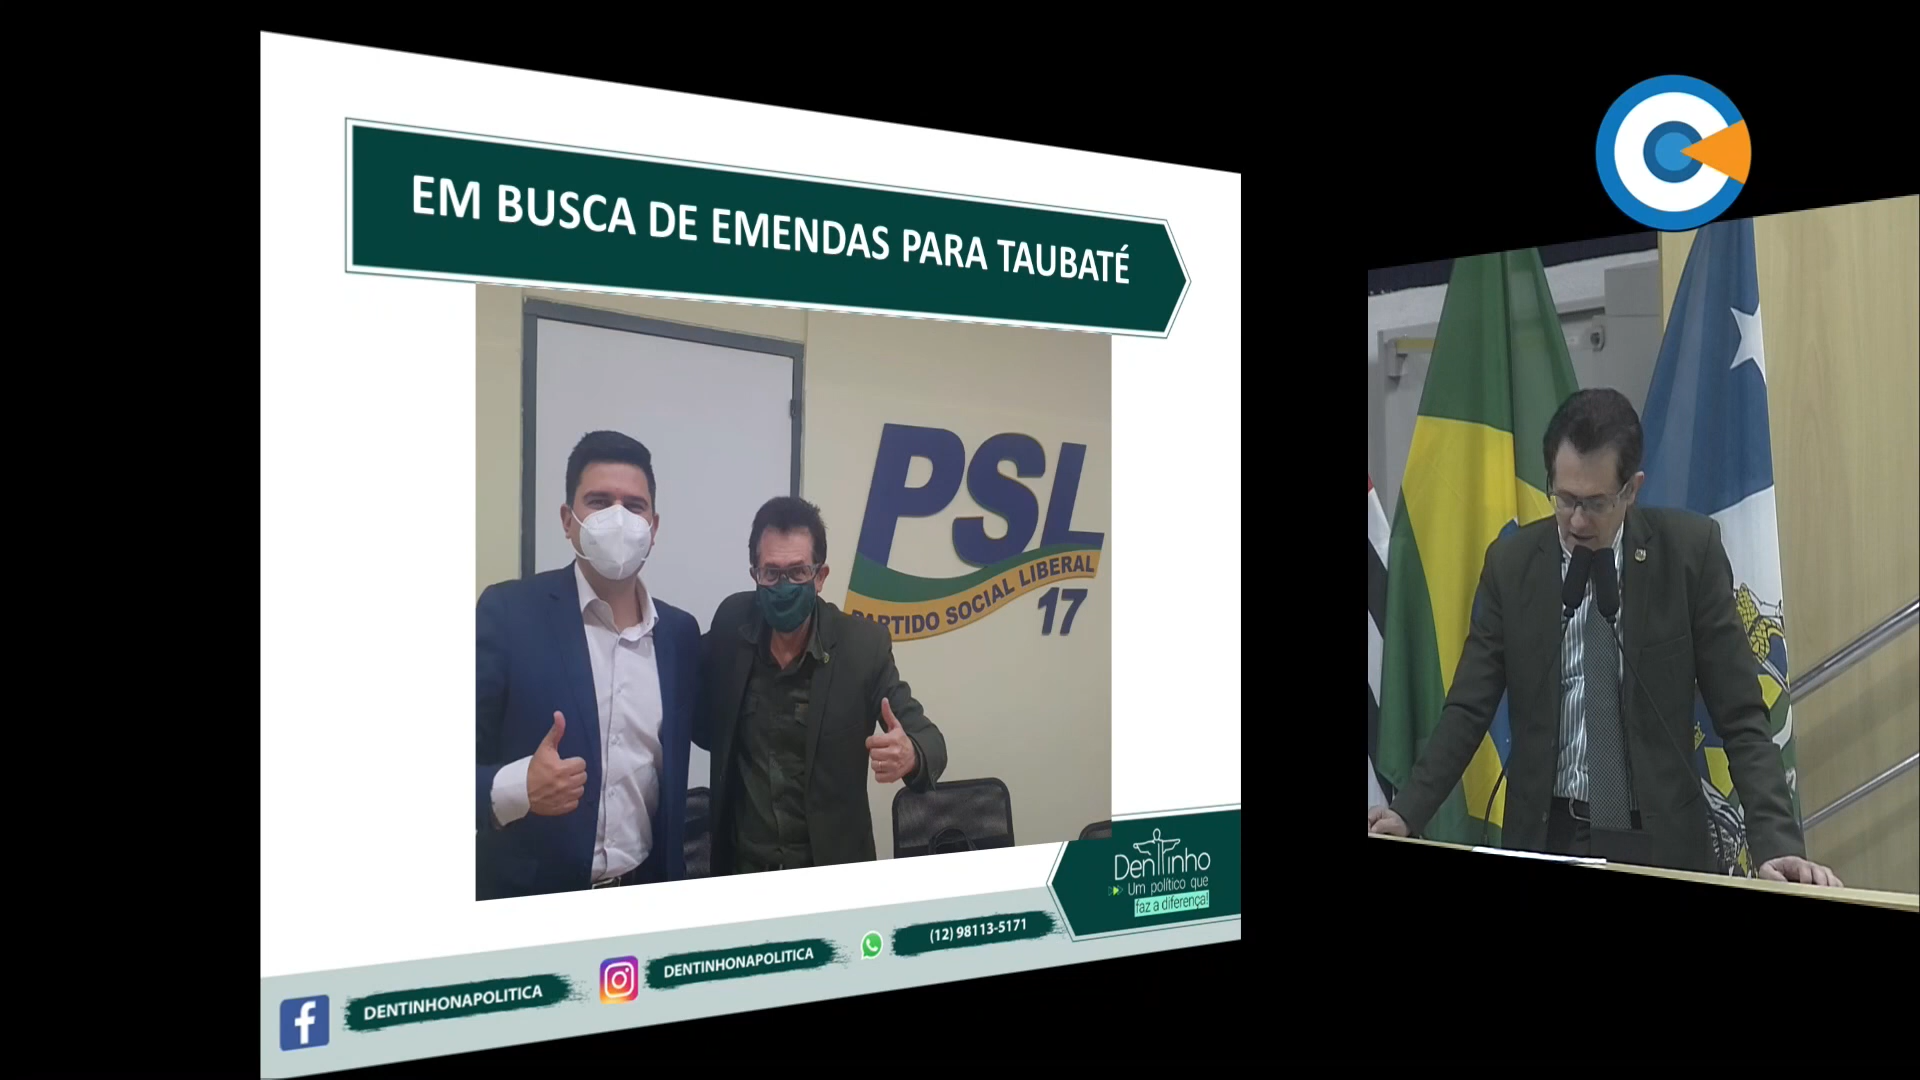 EM BUSCA DE EMENDAS PARA TAUBATÉ
PSL
PARTIDO SOCIAL LIBERAL
17
Dentinho
Um político que
faz a diferença!
DENTINHONAPOLITICA
DENTINHONAPOLITICA
(12) 98113-5171